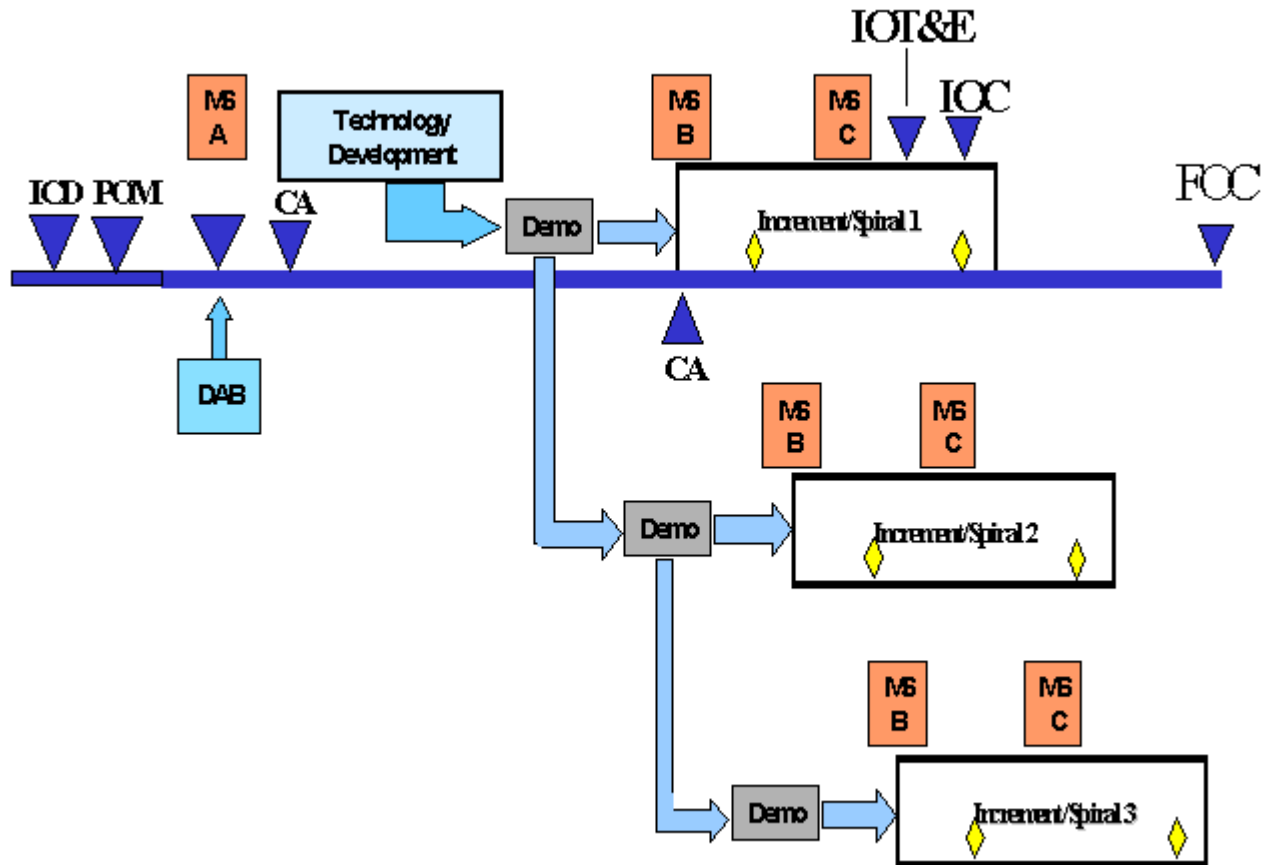 IOT&E
MS
A
Technology
Development
MS
B
MS
C
IOC
ICD
POM
CA
Demo
Increment/Spiral 1
FOC
DAB
CA
MS
B
MS
C
Demo
Increment/Spiral 2
MS
B
MS
C
Demo
Increment/Spiral 3